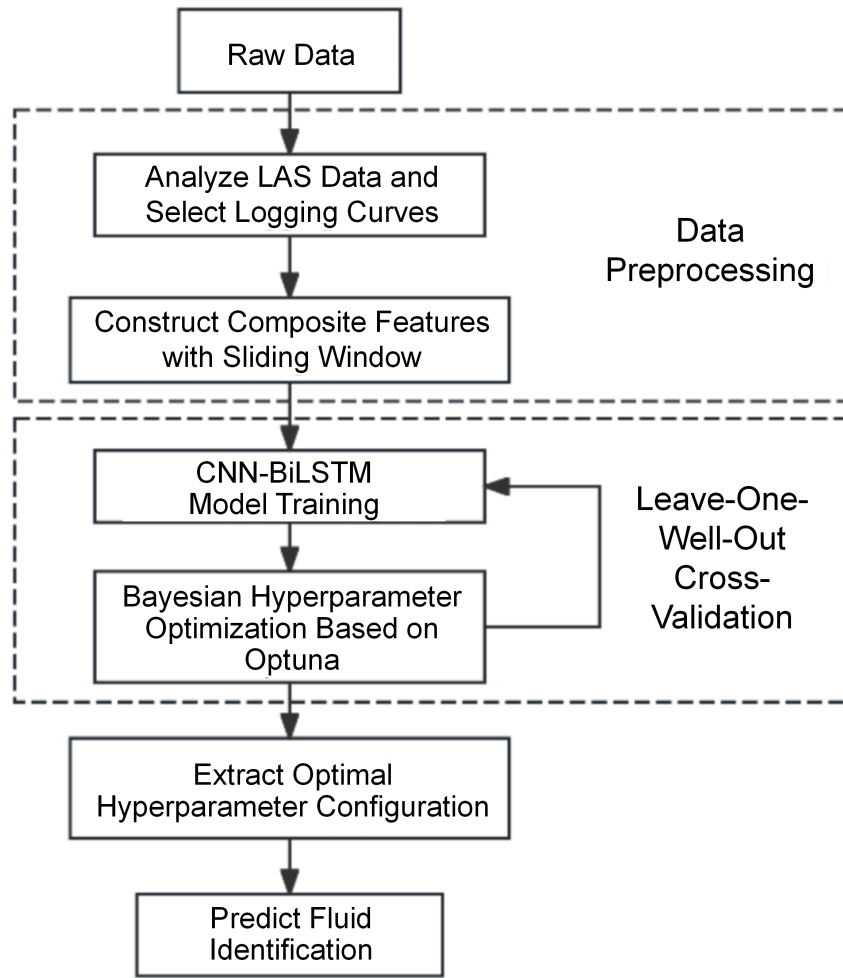 Raw Data
Analyze LAS Data and
Select Logging Curves
Data
Preprocessing
Construct Composite Features
with Sliding Window
CNN-BiLSTM
Model Training
Leave-One-
Well-Out
Cross-
Validation
Bayesian Hyperparameter
Optimization Based on
Optuna
Extract Optimal
Hyperparameter Configuration
Predict Fluid
Identification